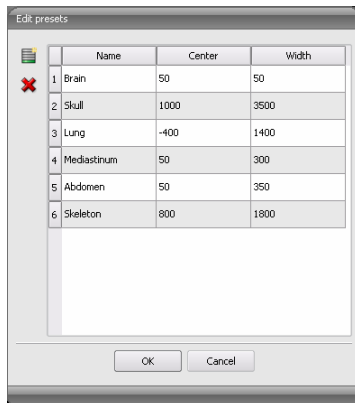 Edit presets
Name Center Width
1 Brain 50 50
2 Skull 1000 3500
3 Lung -400 1400
4 Mediastinum 50 300
5 Abdomen 50 350
6 Skeleton 800 1800
OK Cancel